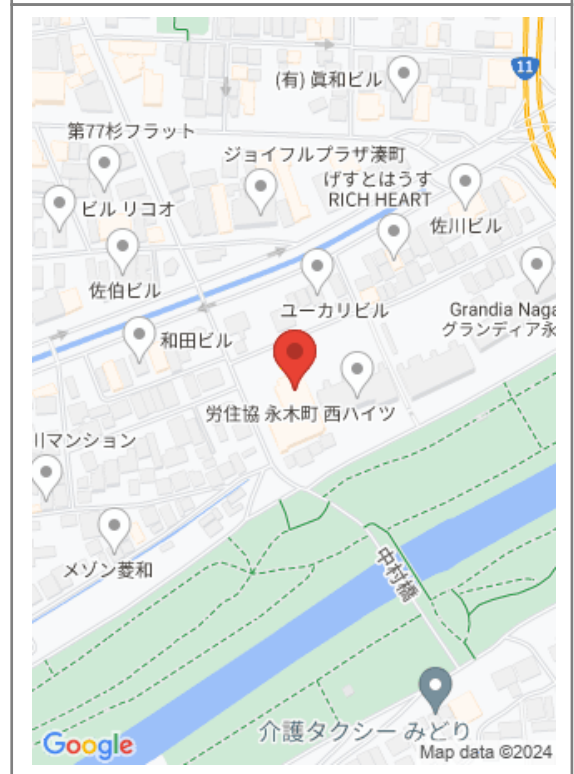 (有) 眞和ビル
11
第77杉フラット
ジョイフルプラザ湊町
げすとはうす
RICH HEART
ビル リコオ
佐川ビル
佐伯ビル
ユーカリビル
Grandia Naga
グランディア永
和田ビル
労住協 永木町 西ハイツ
川マンション
メゾン菱和
中村橋
介護タクシー みどり
Google
Map data ©2024